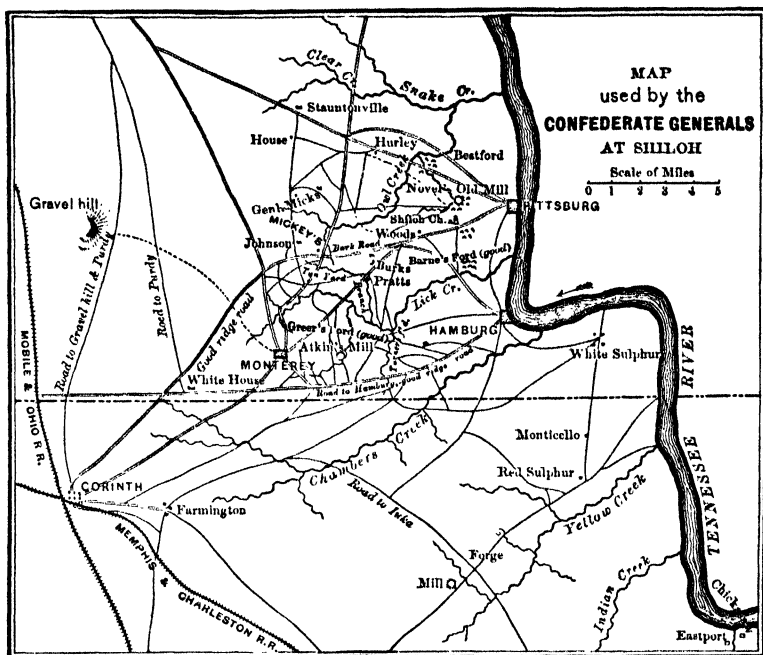 MAP
used by the
CONFEDERATE GENERALS
AT SHILOH
Scale of Miles
0 1 2 3 4 5
Clear Cr.
Snake Cr.
Stauntonville
House
Hurley
Bestford
Owl Creek
Gravel hill
Genl. Micks
Novel's Old Mill
PITTSBURG
MICKEY'S
Shiloh Ch.
Woods
Johnson
Bark Road
Barne's Ford (good)
Burks
Pratts
Lick Cr.
Road to Gravel hill & Purdy
Road to Purdy
Good ridge road
Greer's Ford (good)
HAMBURG
MONTEREY
Atkin's Mill
White House
Road to Hamburg, good ridge road
White Sulphur
MOBILE & OHIO R.R.
TENNESSEE RIVER
Chambers Creek
Monticello
Red Sulphur
CORINTH
Farmington
Road to Iuka
Yellow Creek
Forge
Mill
MEMPHIS & CHARLESTON R.R.
Indian Creek
Chick
Eastport